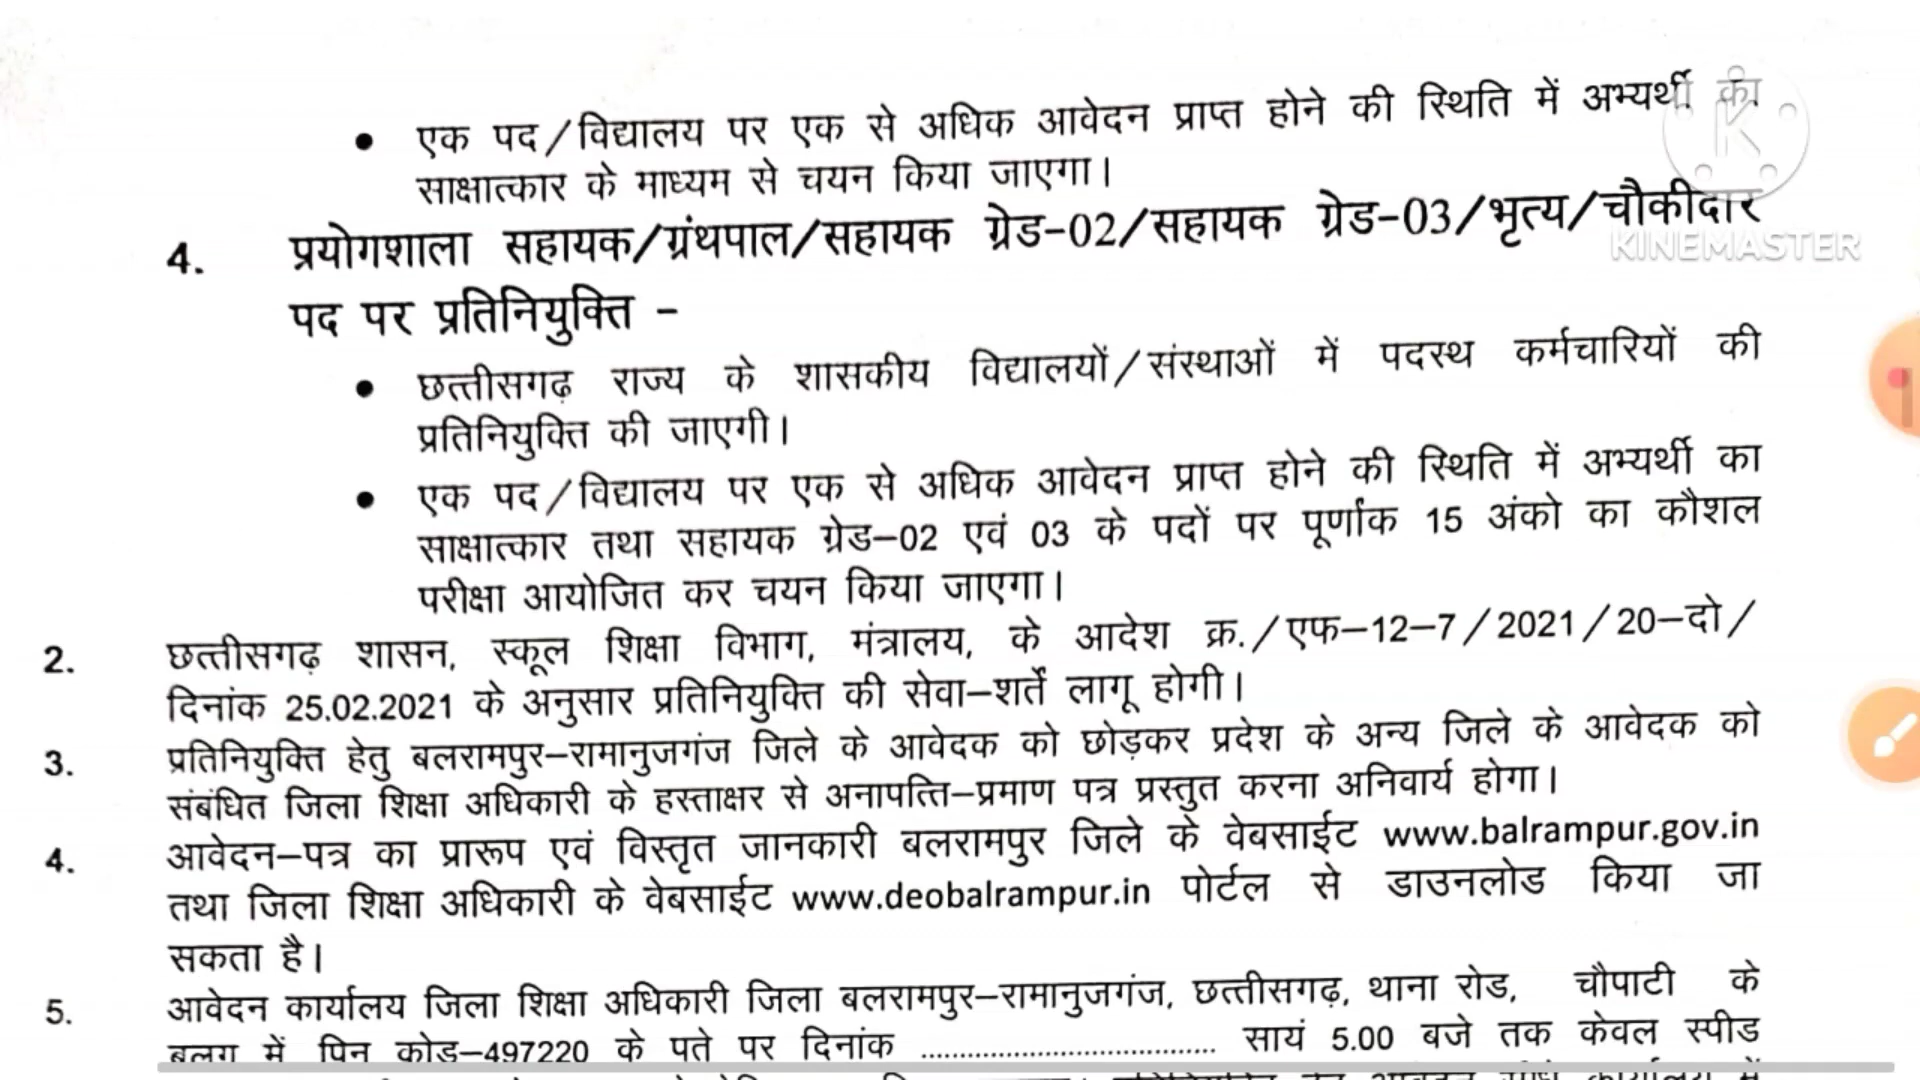 • एक पद/विद्यालय पर एक से अधिक आवेदन प्राप्त होने की स्थिति में अभ्यर्थी का
साक्षात्कार के माध्यम से चयन किया जाएगा।
4. प्रयोगशाला सहायक/ग्रंथपाल/सहायक ग्रेड-02/सहायक ग्रेड-03/भृत्य/चौकीदार
KINEMASTER
पद पर प्रतिनियुक्ति -
• छत्तीसगढ़ राज्य के शासकीय विद्यालयों/संस्थाओं में पदस्थ कर्मचारियों की
प्रतिनियुक्ति की जाएगी।
• एक पद/विद्यालय पर एक से अधिक आवेदन प्राप्त होने की स्थिति में अभ्यर्थी का
साक्षात्कार तथा सहायक ग्रेड–02 एवं 03 के पदों पर पूर्णांक 15 अंको का कौशल
परीक्षा आयोजित कर चयन किया जाएगा।
2. छत्तीसगढ़ शासन, स्कूल शिक्षा विभाग, मंत्रालय, के आदेश क्र./एफ–12–7/2021/20–दो/
दिनांक 25.02.2021 के अनुसार प्रतिनियुक्ति की सेवा–शर्ते लागू होगी।
3. प्रतिनियुक्ति हेतु बलरामपुर–रामानुजगंज जिले के आवेदक को छोड़कर प्रदेश के अन्य जिले के आवेदक को
संबंधित जिला शिक्षा अधिकारी के हस्ताक्षर से अनापत्ति–प्रमाण पत्र प्रस्तुत करना अनिवार्य होगा।
4. आवेदन–पत्र का प्रारूप एवं विस्तृत जानकारी बलरामपुर जिले के वेबसाईट www.balrampur.gov.in
तथा जिला शिक्षा अधिकारी के वेबसाईट www.deobalrampur.in पोर्टल से डाउनलोड किया जा
सकता है।
5. आवेदन कार्यालय जिला शिक्षा अधिकारी जिला बलरामपुर–रामानुजगंज, छत्तीसगढ़, थाना रोड, चौपाटी के
बलग में पिन कोड–497220 के पते पर दिनांक .................................. सायं 5.00 बजे तक केवल स्पीड